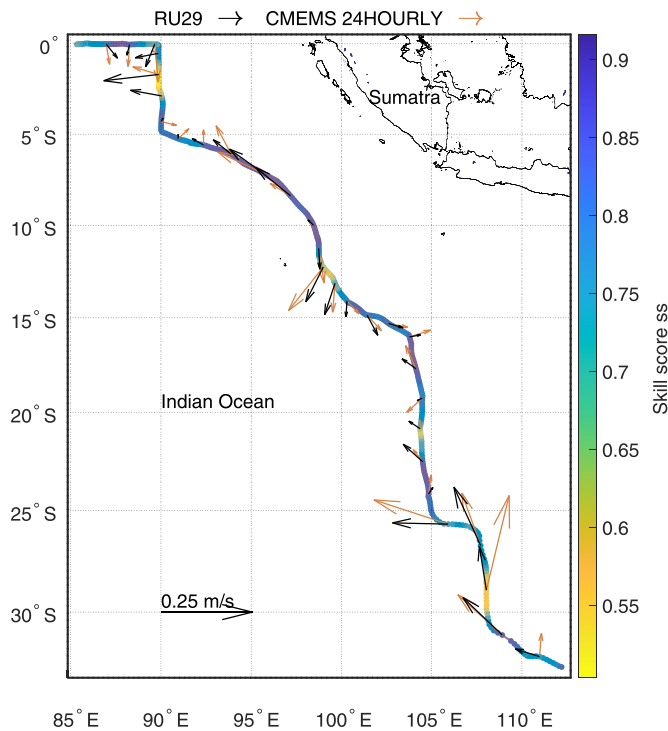 RU29 → CMEMS 24HOURLY →
0°
5°S
10°S
15°S
20°S
25°S
30°S
Sumatra
Indian Ocean
0.25 m/s
85°E 90°E 95°E 100°E 105°E 110°E
0.9
0.85
0.8
0.75
0.7
0.65
0.6
0.55
Skill score ss